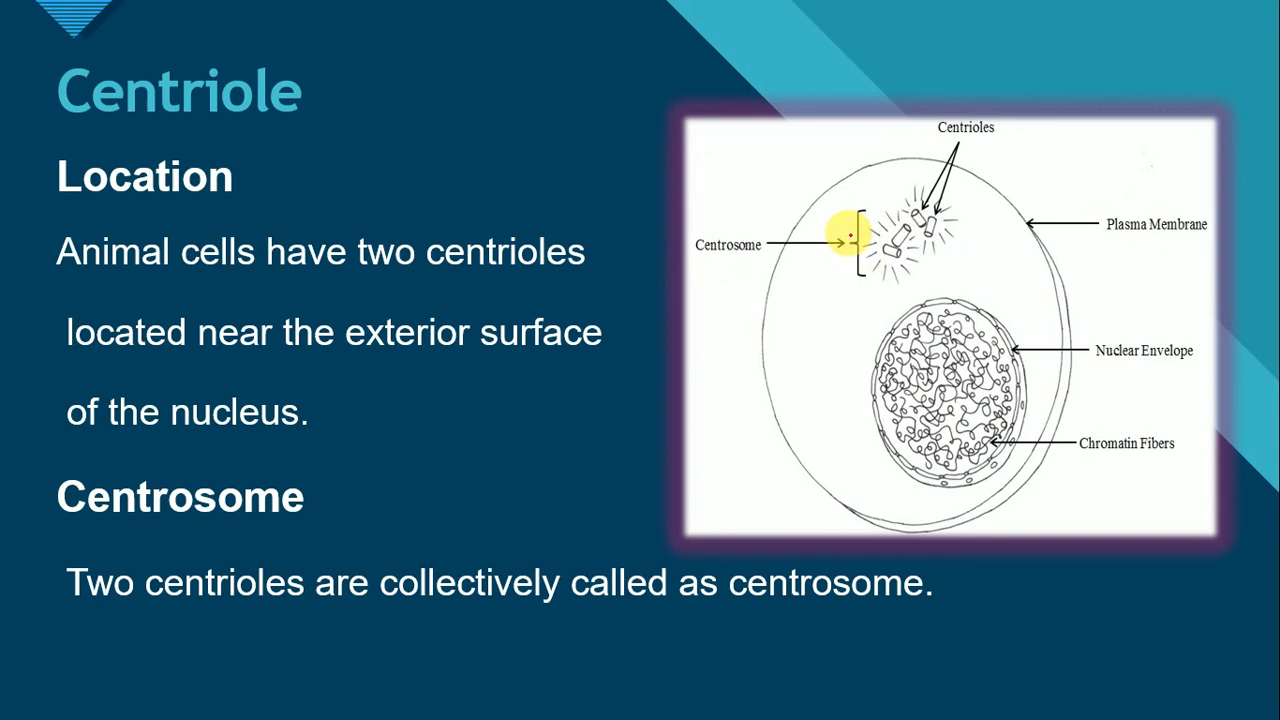 Centriole
Location
Animal cells have two centrioles
located near the exterior surface
of the nucleus.
Centrosome
Two centrioles are collectively called as centrosome.
Centrioles
Plasma Membrane
Centrosome
Nuclear Envelope
Chromatin Fibers